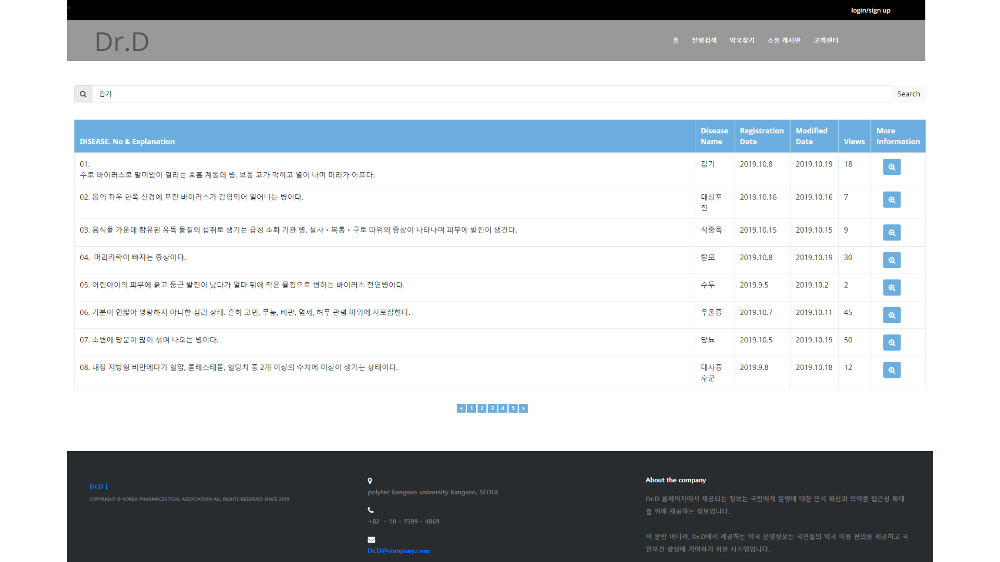 login/sign up
Dr.D
홈 질병검색 약국찾기 소통 게시판 고객센터
감기 Search
DISEASE. No & Explanation Disease Name Registration Date Modified Date Views More Information
01.
주로 바이러스로 말미암아 걸리는 호흡 계통의 병. 보통 코가 막히고 열이 나며 머리가 아프다. 감기 2019.10.8 2019.10.19 18
02. 몸의 좌우 한쪽 신경에 포진 바이러스가 감염되어 일어나는 병이다. 대상포진 2019.10.16 2019.10.16 7
03. 음식물 가운데 함유된 유독 물질의 섭취로 생기는 급성 소화 기관 병. 설사・복통・구토 따위의 증상이 나타나며 피부에 발진이 생긴다. 식중독 2019.10.15 2019.10.15 9
04. 머리카락이 빠지는 증상이다. 탈모 2019.10.8 2019.10.19 30
05. 어린아이의 피부에 붉고 둥근 발진이 났다가 얼마 뒤에 작은 물집으로 변하는 바이러스 전염병이다. 수두 2019.9.5 2019.10.2 2
06. 기분이 언짢아 명랑하지 아니한 심리 상태. 흔히 고민, 무능, 비관, 염세, 허무 관념 따위에 사로잡힌다. 우울증 2019.10.7 2019.10.11 45
07. 소변에 당분이 많이 섞여 나오는 병이다. 당뇨 2019.10.5 2019.10.19 50
08. 내장 지방형 비만에다가 혈압, 콜레스테롤, 혈당치 중 2개 이상의 수치에 이상이 생기는 상태이다. 대사증후군 2019.9.8 2019.10.18 12
« 1 2 3 4 5 »
Dr.D |
COPYRIGHT © KOREA PHARMACEUTICAL ASSOCIATION ALL RIGHTS RESERVED SINCE 2019
polytec kangseo university kangseo, SEOUL
+82 - 10 - 7599 - 4869
Dr.D@company.com
About the company
Dr.D 홈페이지에서 제공되는 정보는 국민에게 질병에 대한 인식 확산과 의약품 접근성 확대
를 위해 제공하는 정보입니다.
이 뿐만 아니라, Dr.D에서 제공하는 약국 운영정보는 국민들의 약국 이용 편의를 제공하고 국
민보건 향상에 기여하기 위한 시스템입니다.